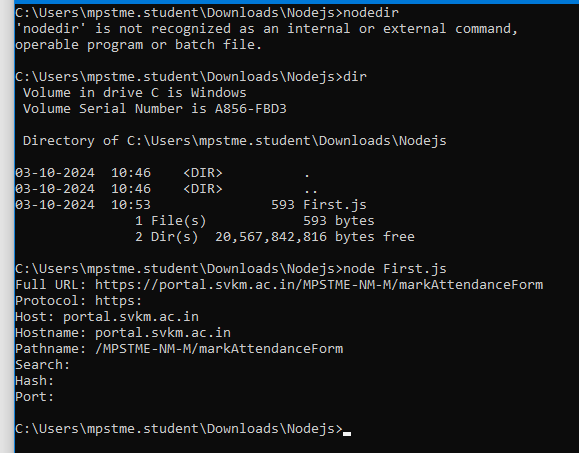 C:\Users\mpstme.student\Downloads\Nodejs>nodedir
'nodedir' is not recognized as an internal or external command,
operable program or batch file.
C:\Users\mpstme.student\Downloads\Nodejs>dir
 Volume in drive C is Windows
 Volume Serial Number is A856-FBD3
 Directory of C:\Users\mpstme.student\Downloads\Nodejs
03-10-2024  10:46    <DIR>          .
03-10-2024  10:46    <DIR>          ..
03-10-2024  10:53               593 First.js
               1 File(s)            593 bytes
               2 Dir(s)  20,567,842,816 bytes free
C:\Users\mpstme.student\Downloads\Nodejs>node First.js
Full URL: https://portal.svkm.ac.in/MPSTME-NM-M/markAttendanceForm
Protocol: https:
Host: portal.svkm.ac.in
Hostname: portal.svkm.ac.in
Pathname: /MPSTME-NM-M/markAttendanceForm
Search:
Hash:
Port:
C:\Users\mpstme.student\Downloads\Nodejs>